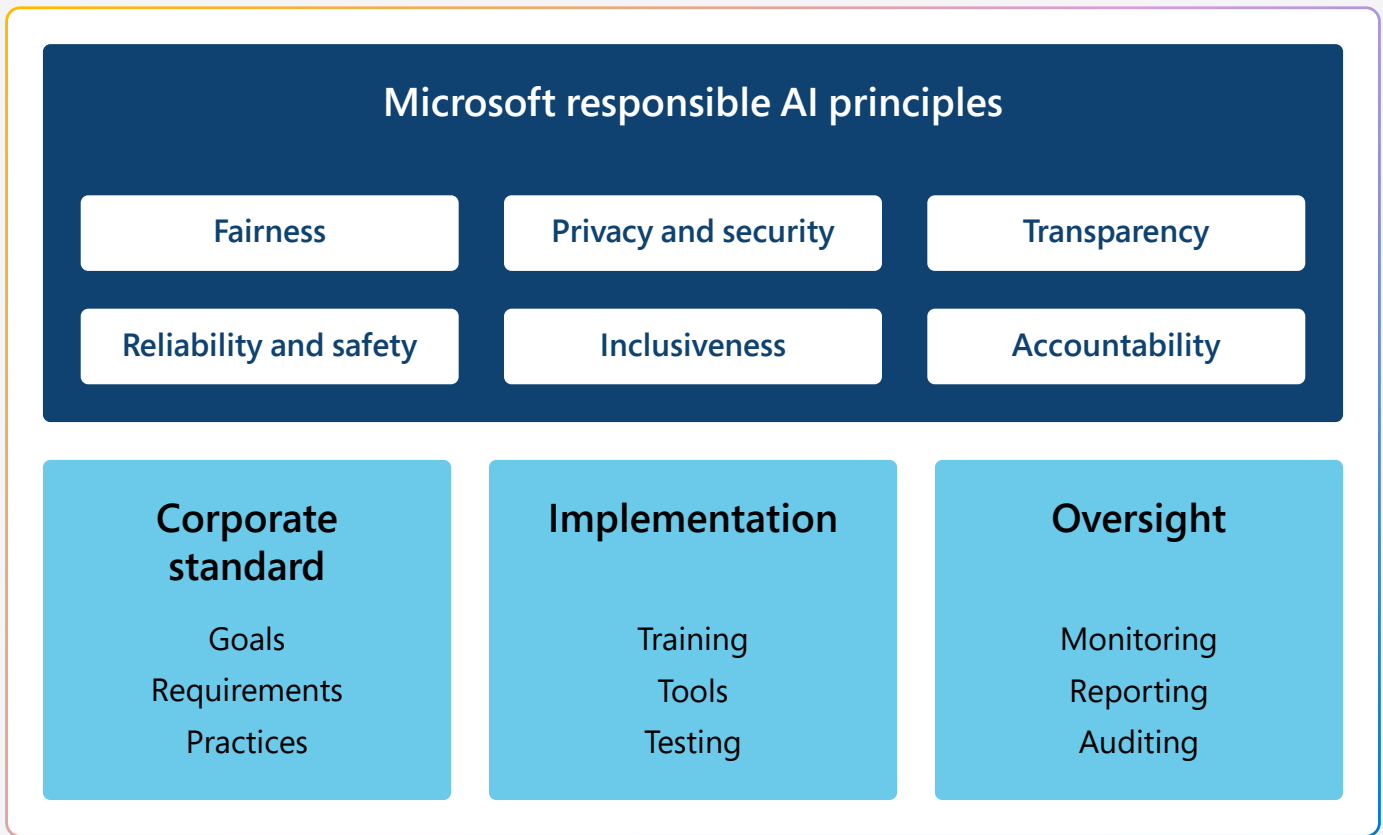 Microsoft responsible AI principles
Fairness
Privacy and security
Transparency
Reliability and safety
Inclusiveness
Accountability
Corporate
standard
Goals
Requirements
Practices
Implementation
Training
Tools
Testing
Oversight
Monitoring
Reporting
Auditing